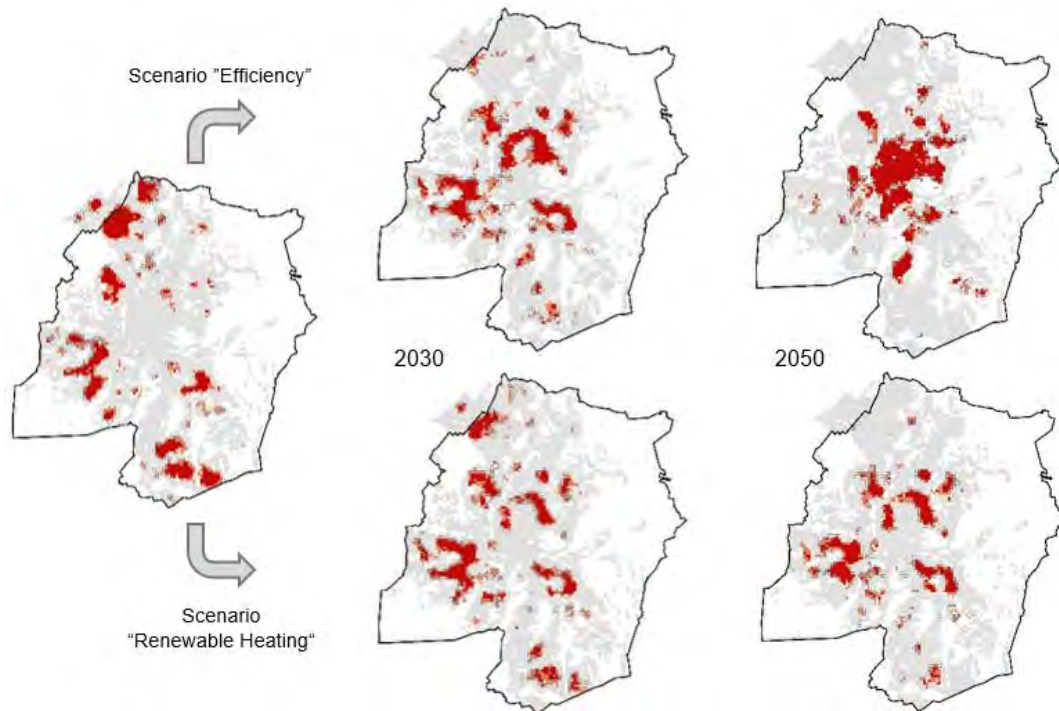 Scenario ”Efficiency”
2030
2050
Scenario
“Renewable Heating“